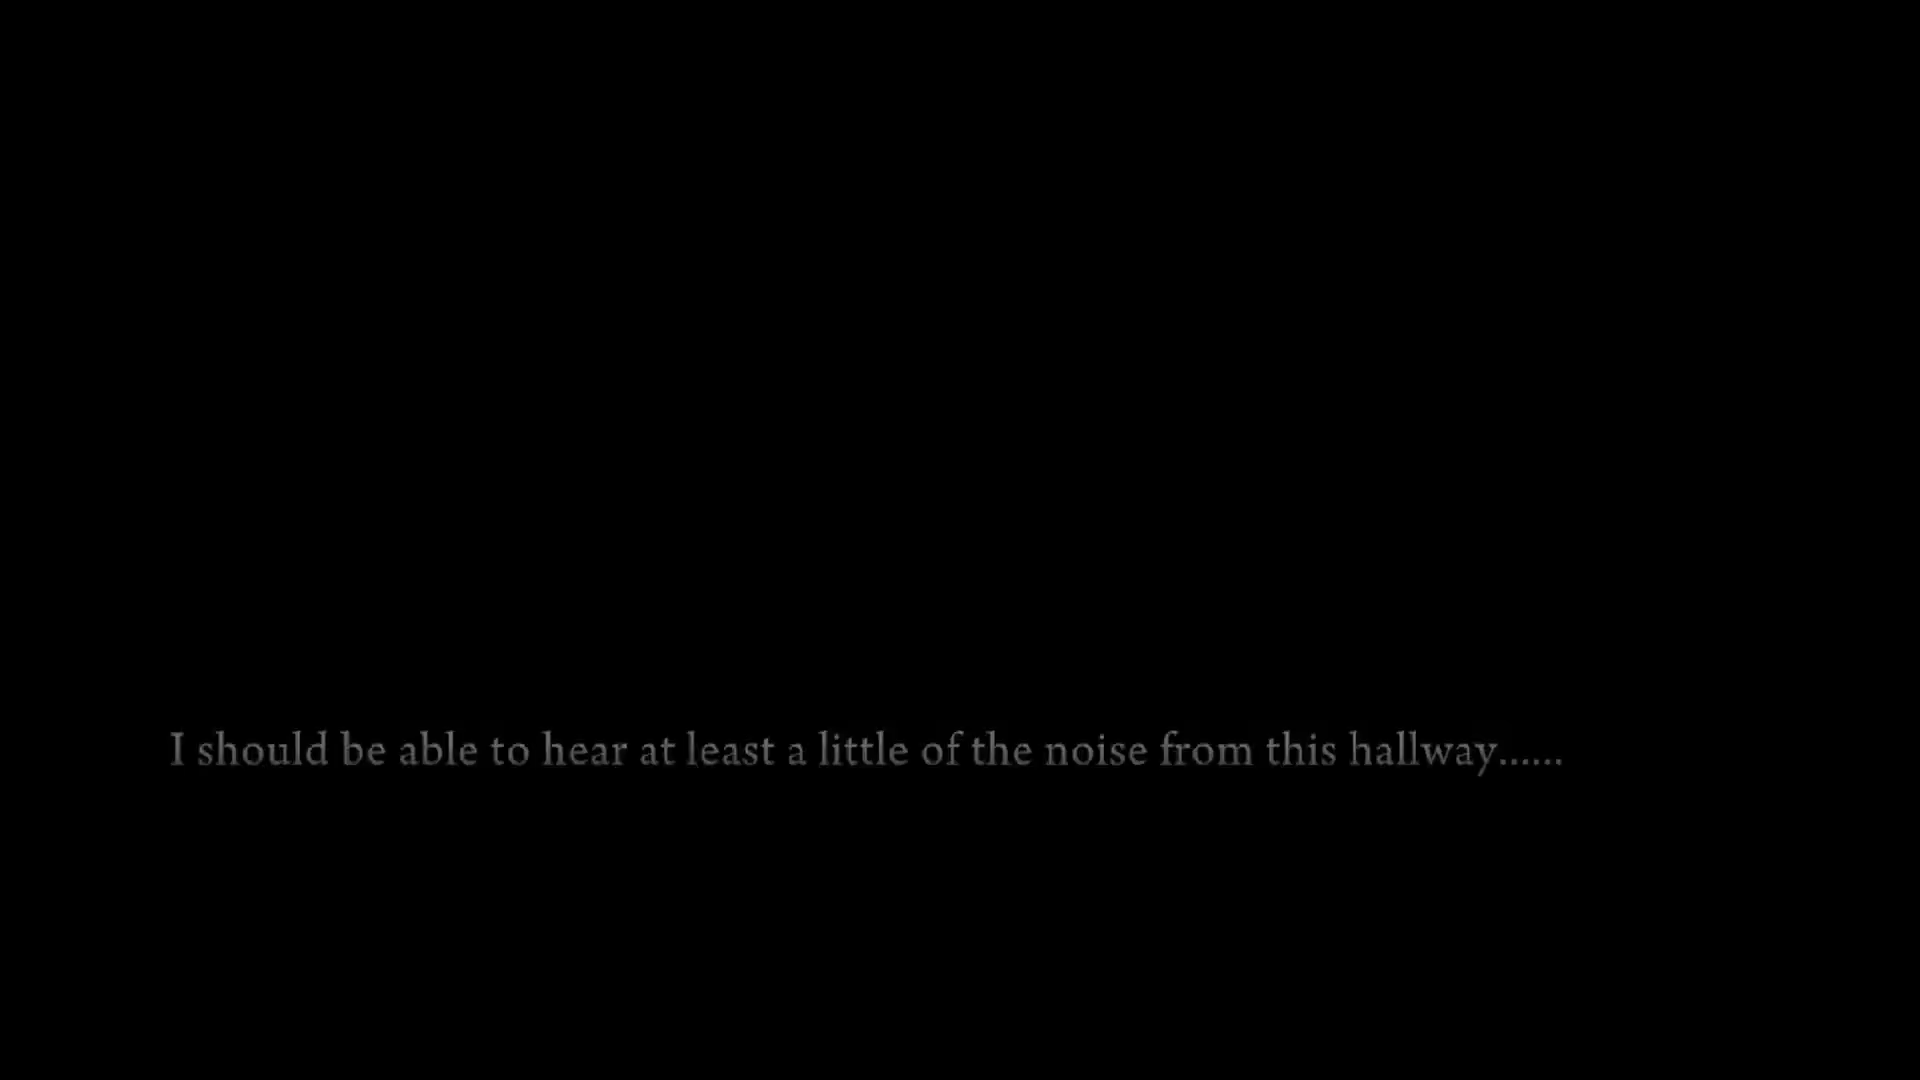 I should be able to hear at least a little of the noise from this hallway......